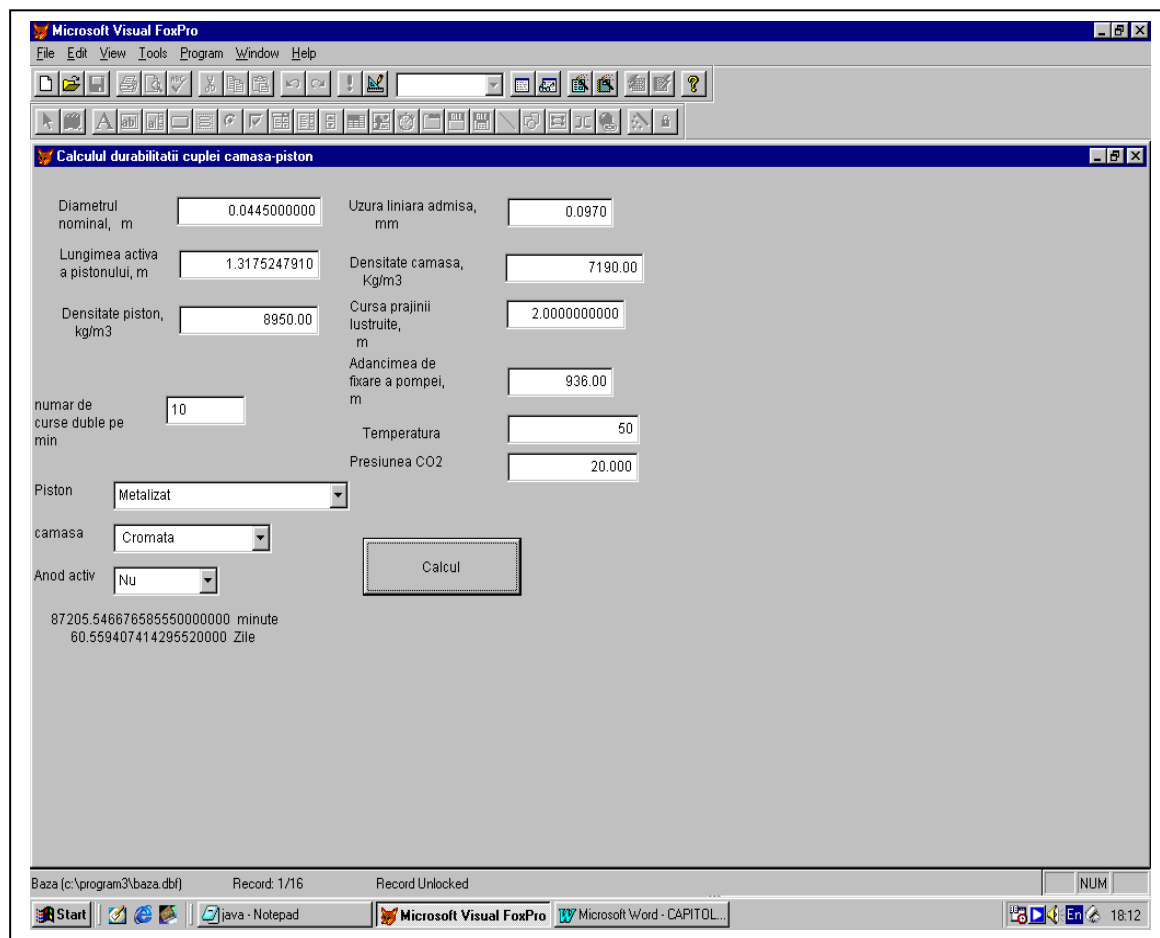 Microsoft Visual FoxPro
File Edit View Tools Program Window Help
Calculul durabilitatii cuplei camasa-piston
Diametrul
nominal, m
0.0445000000
Uzura liniara admisa,
mm
0.0970
Lungimea activa
a pistonului, m
1.3175247910
Densitate camasa,
Kg/m3
7190.00
Densitate piston,
kg/m3
8950.00
Cursa prajinii
lustruite,
m
2.0000000000
Adancimea de
fixare a pompei,
m
936.00
numar de
curse duble pe
min
10
Temperatura
50
Presiunea CO2
20.000
Piston
Metalizat
camasa
Cromata
Anod activ
Nu
Calcul
87205.546676585550000000 minute
60.559407414295520000 Zile
Baza (c:\program3\baza.dbf) Record: 1/16 Record Unlocked NUM
Start java - Notepad Microsoft Visual FoxPro Microsoft Word - CAPITOL... En 18:12